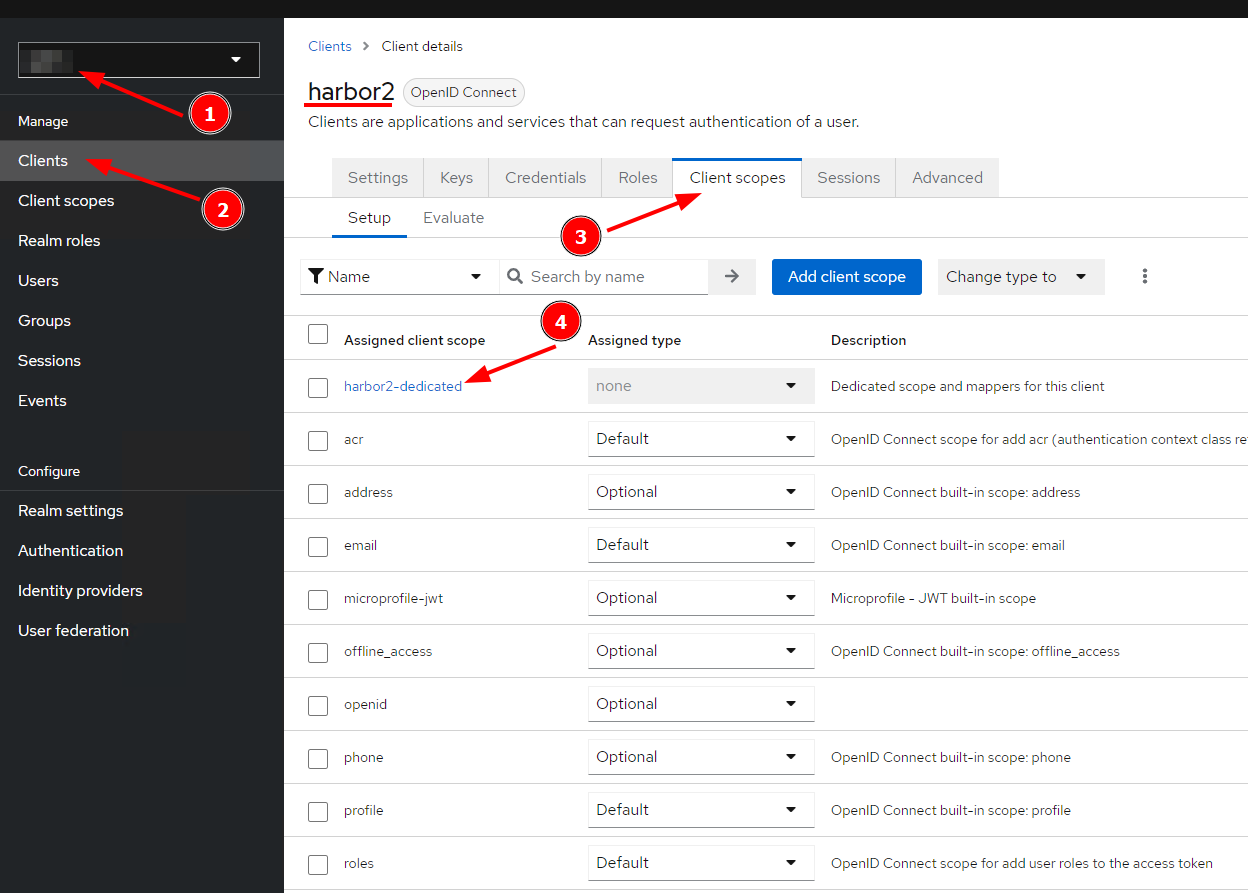 1
Manage
Clients
2
Client scopes
Realm roles
Users
Groups
Sessions
Events
Configure
Realm settings
Authentication
Identity providers
User federation
Clients > Client details
harbor2 OpenID Connect
Clients are applications and services that can request authentication of a user.
Settings Keys Credentials Roles Client scopes Sessions Advanced
Setup Evaluate
3
Name Search by name Add client scope Change type to
4
Assigned client scope Assigned type Description
harbor2-dedicated none Dedicated scope and mappers for this client
acr Default OpenID Connect scope for add acr (authentication context class re
address Optional OpenID Connect built-in scope: address
email Default OpenID Connect built-in scope: email
microprofile-jwt Optional Microprofile - JWT built-in scope
offline_access Optional OpenID Connect built-in scope: offline_access
openid Optional
phone Optional OpenID Connect built-in scope: phone
profile Default OpenID Connect built-in scope: profile
roles Default OpenID Connect scope for add user roles to the access token